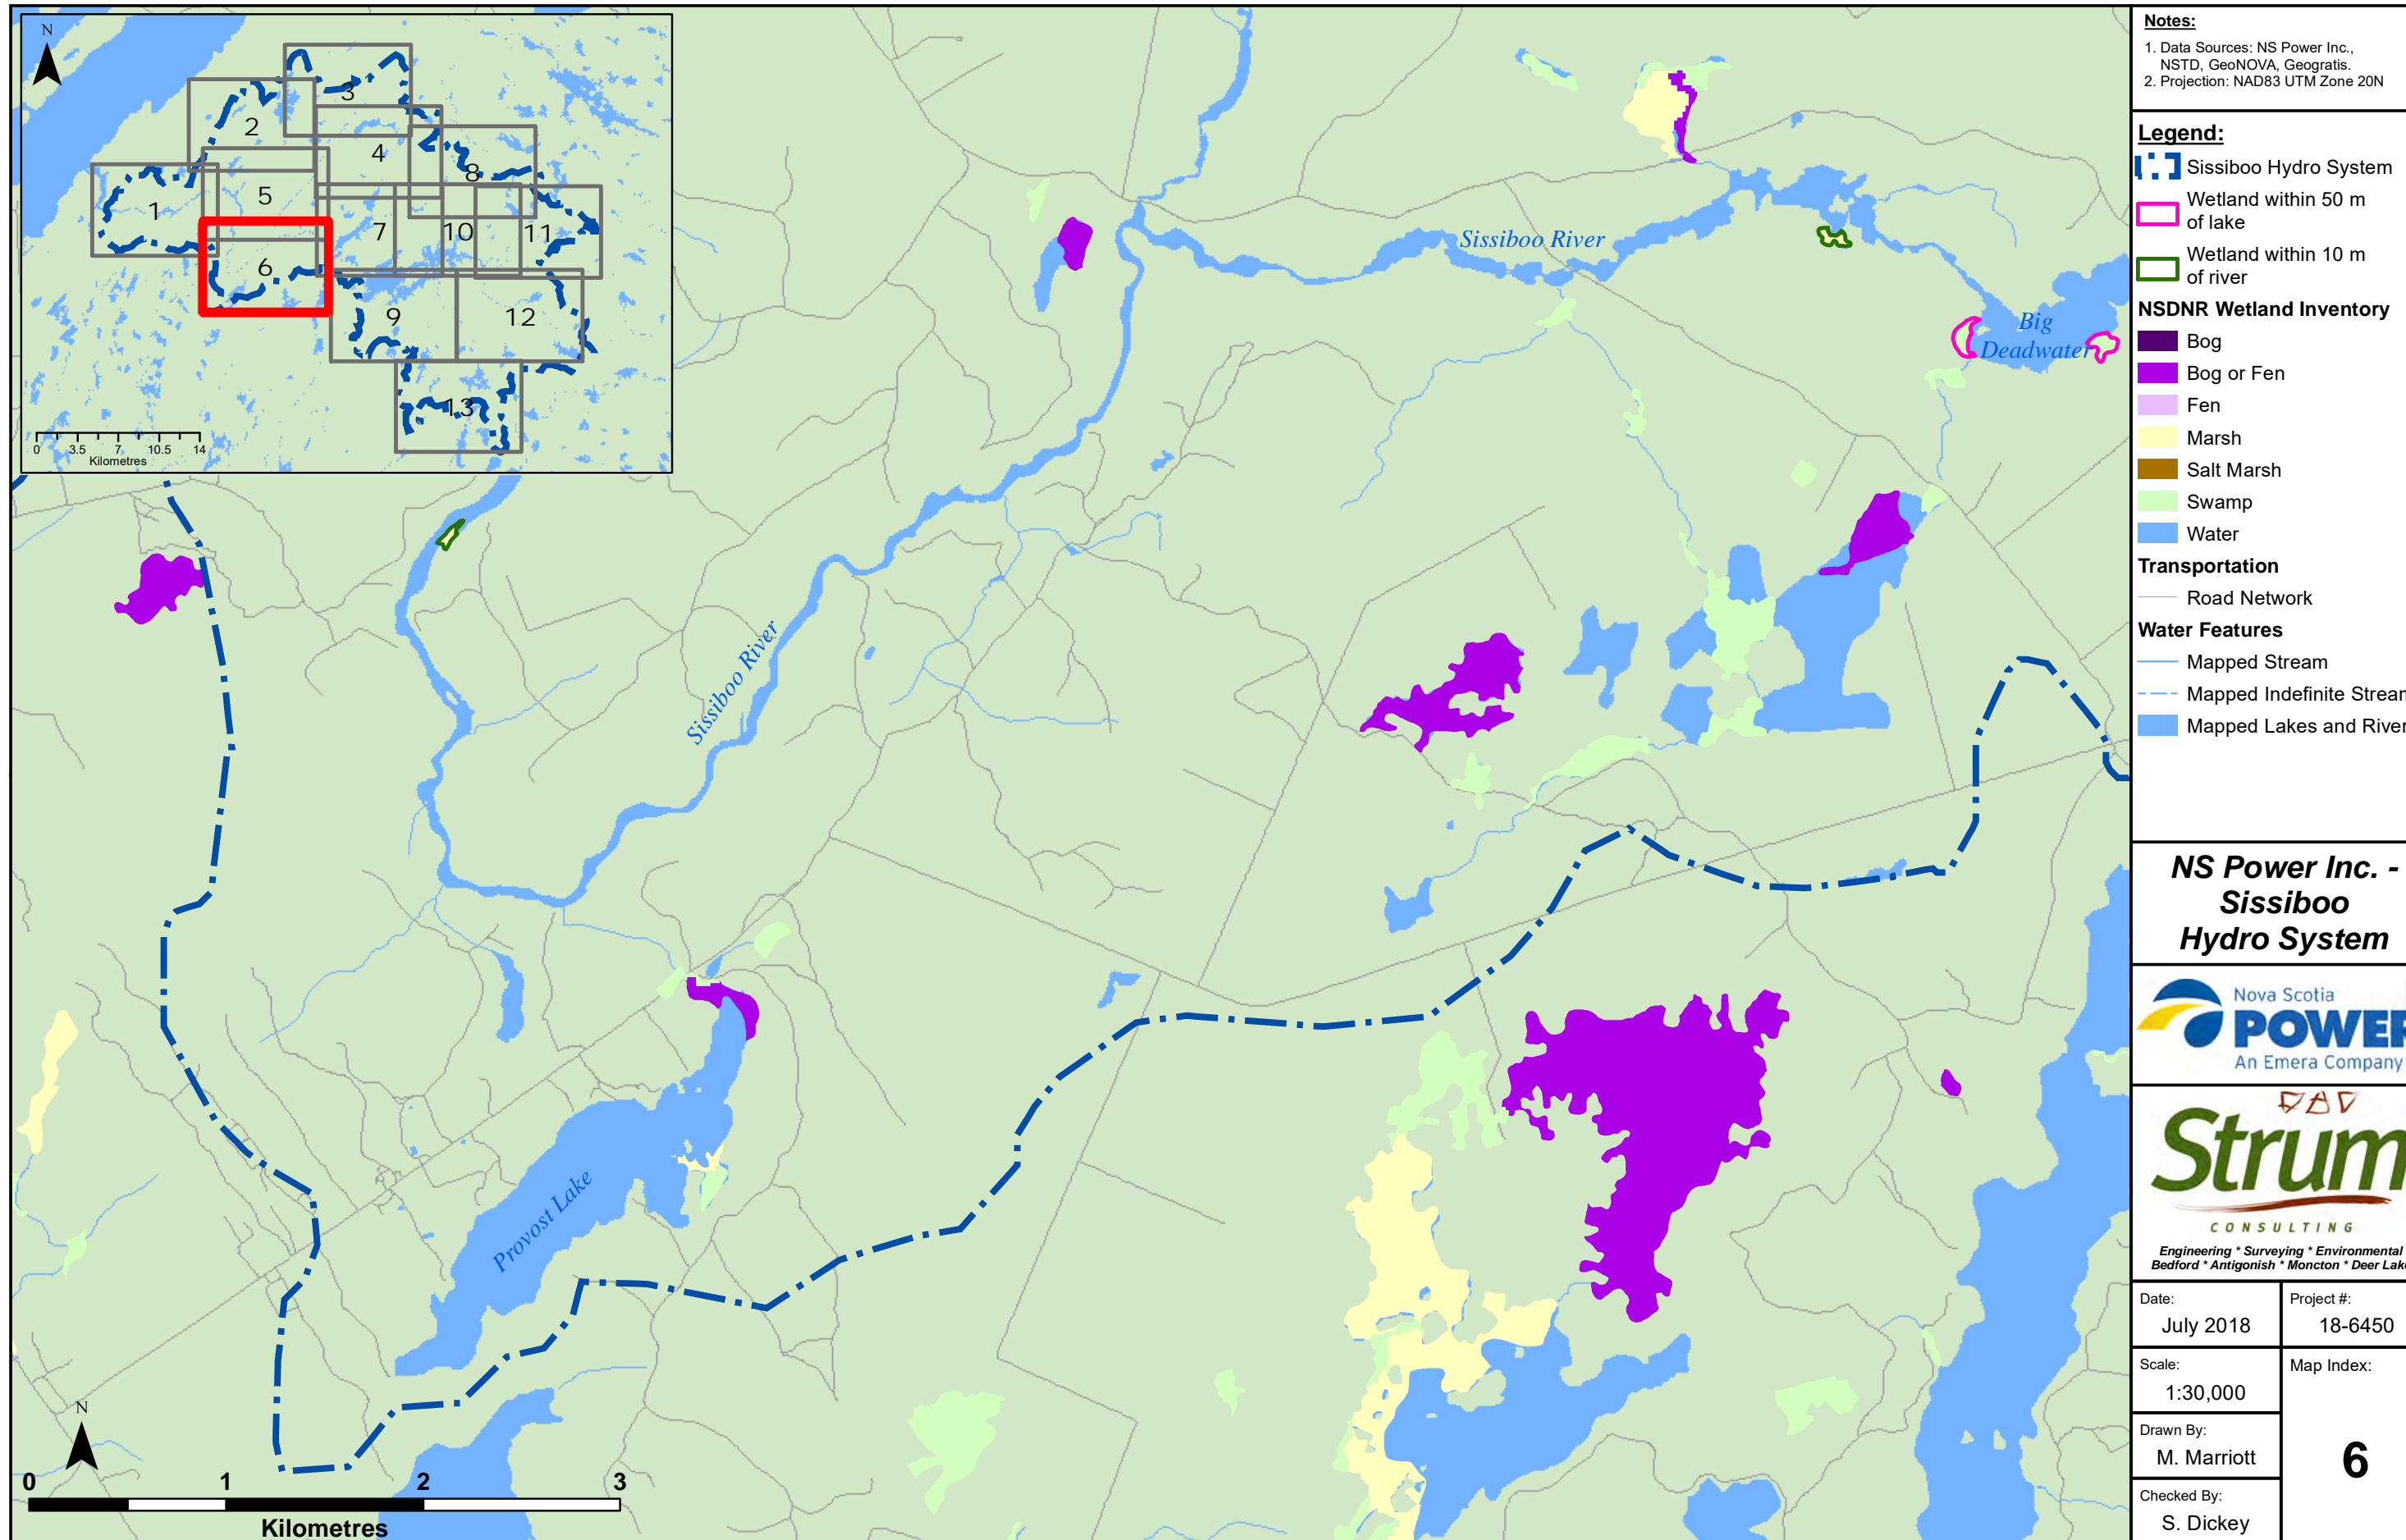 N
3
2
4
8
5
1
7
10
11
6
9
12
13
0 3.5 7 10.5 14
Kilometres
Sissiboo River
Big
Deadwater
Sissiboo River
Provost Lake
N
0 1 2 3
Kilometres
Notes:
1. Data Sources: NS Power Inc.,
NSTD, GeoNOVA, Geogratis.
2. Projection: NAD83 UTM Zone 20N
Legend:
Sissiboo Hydro System
Wetland within 50 m
of lake
Wetland within 10 m
of river
NSDNR Wetland Inventory
Bog
Bog or Fen
Fen
Marsh
Salt Marsh
Swamp
Water
Transportation
Road Network
Water Features
Mapped Stream
Mapped Indefinite Stream
Mapped Lakes and River
NS Power Inc. -
Sissiboo
Hydro System
Nova Scotia
POWER
An Emera Company
Strum
CONSULTING
Engineering * Surveying * Environmental
Bedford * Antigonish * Moncton * Deer Lake
Date:
July 2018
Project #:
18-6450
Scale:
1:30,000
Map Index:
6
Drawn By:
M. Marriott
Checked By:
S. Dickey